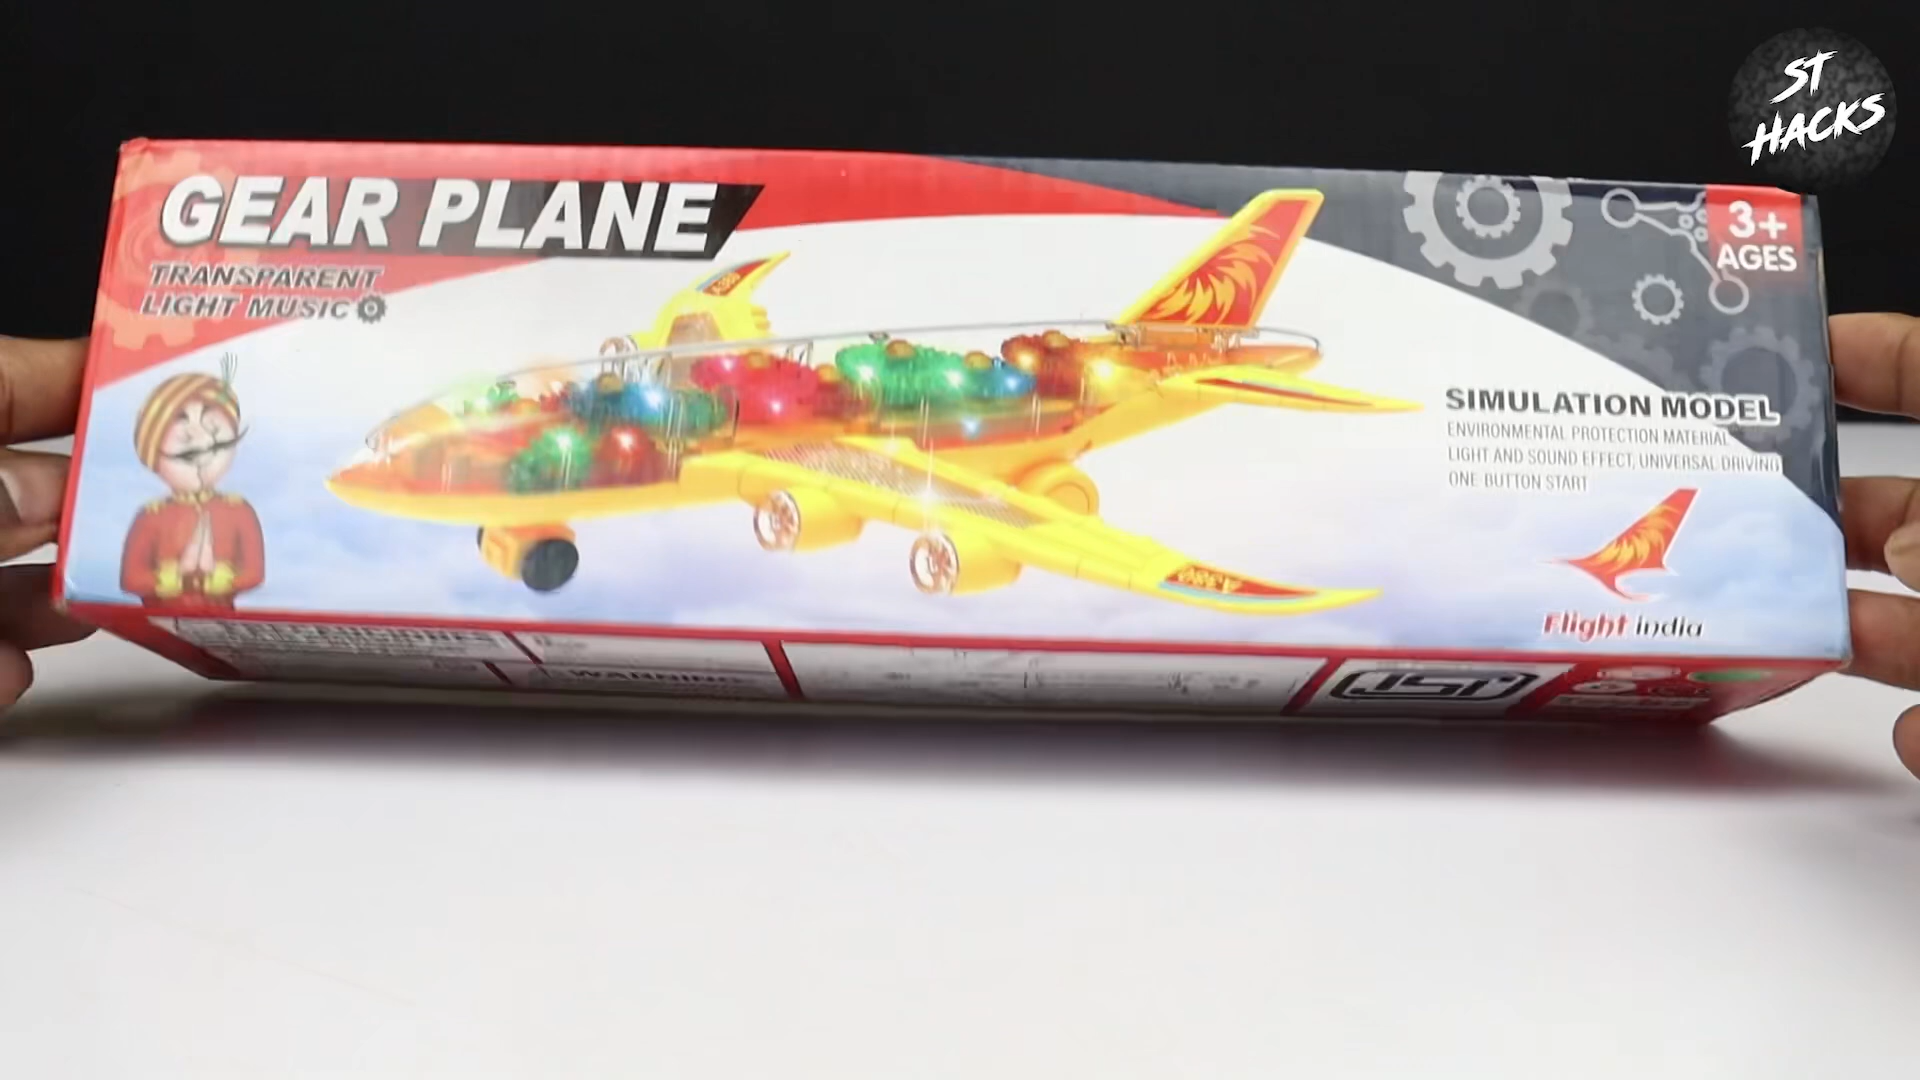 ST
HACKS
GEAR PLANE
3+
AGES
TRANSPARENT
LIGHT MUSIC
SIMULATION MODEL
ENVIRONMENTAL PROTECTION MATERIAL
LIGHT AND SOUND EFFECT, UNIVERSAL DRIVING
ONE BUTTON START
A380
Flight india
WARNING